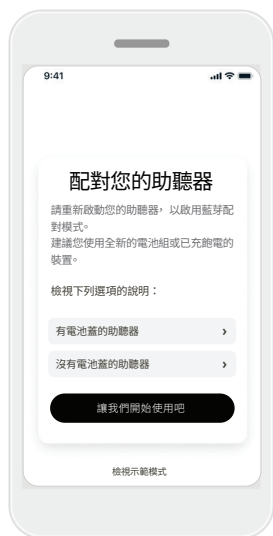 9:41
配對您的助聽器
請重新啟動您的助聽器，以啟用藍芽配
對模式。
建議您使用全新的電池組或已充飽電的
裝置。
檢視下列選項的說明：
有電池蓋的助聽器
沒有電池蓋的助聽器
讓我們開始使用吧
檢視示範模式